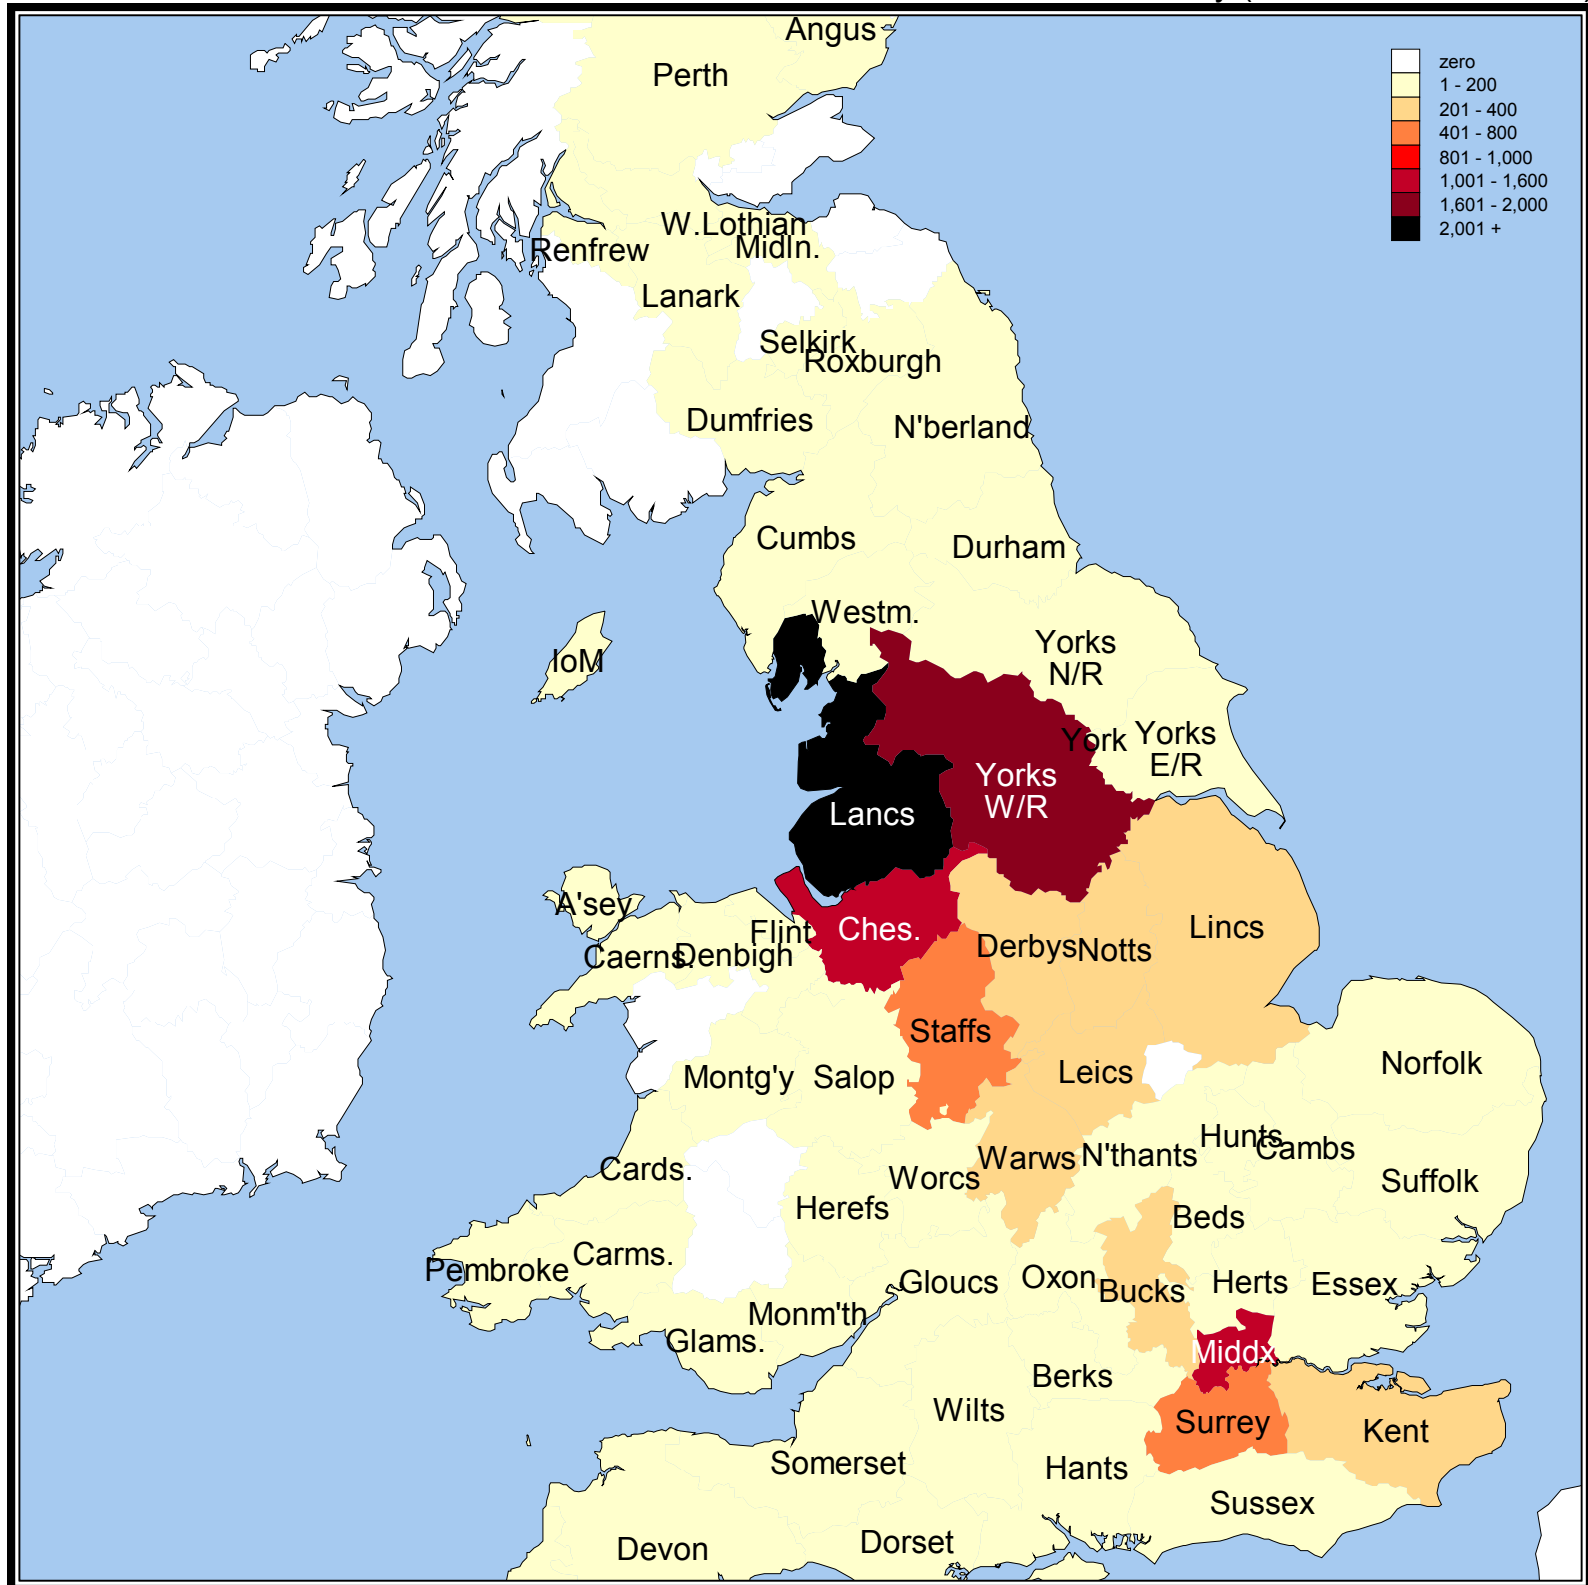 Angus
Perth
zero
1 - 200
201 - 400
401 - 800
801 - 1,000
1,001 - 1,600
1,601 - 2,000
2,001 +
W.Lothian
Midln.
Renfrew
Lanark
Selkirk
Roxburgh
Dumfries
N'berland
Cumbs
Durham
Westm.
IoM
Yorks
N/R
York
Yorks
E/R
Yorks
W/R
Lancs
A'sey
Flint
Ches.
Caerns.
Denbigh
Derbys
Notts
Lincs
Staffs
Montg'y
Salop
Leics
Norfolk
Cards.
Worcs
Warws
N'thants
Hunts
Cambs
Suffolk
Herefs
Beds
Pembroke
Carms.
Gloucs
Oxon
Bucks
Herts
Essex
Monm'th
Glams.
Middx
Berks
Wilts
Surrey
Kent
Somerset
Hants
Sussex
Devon
Dorset